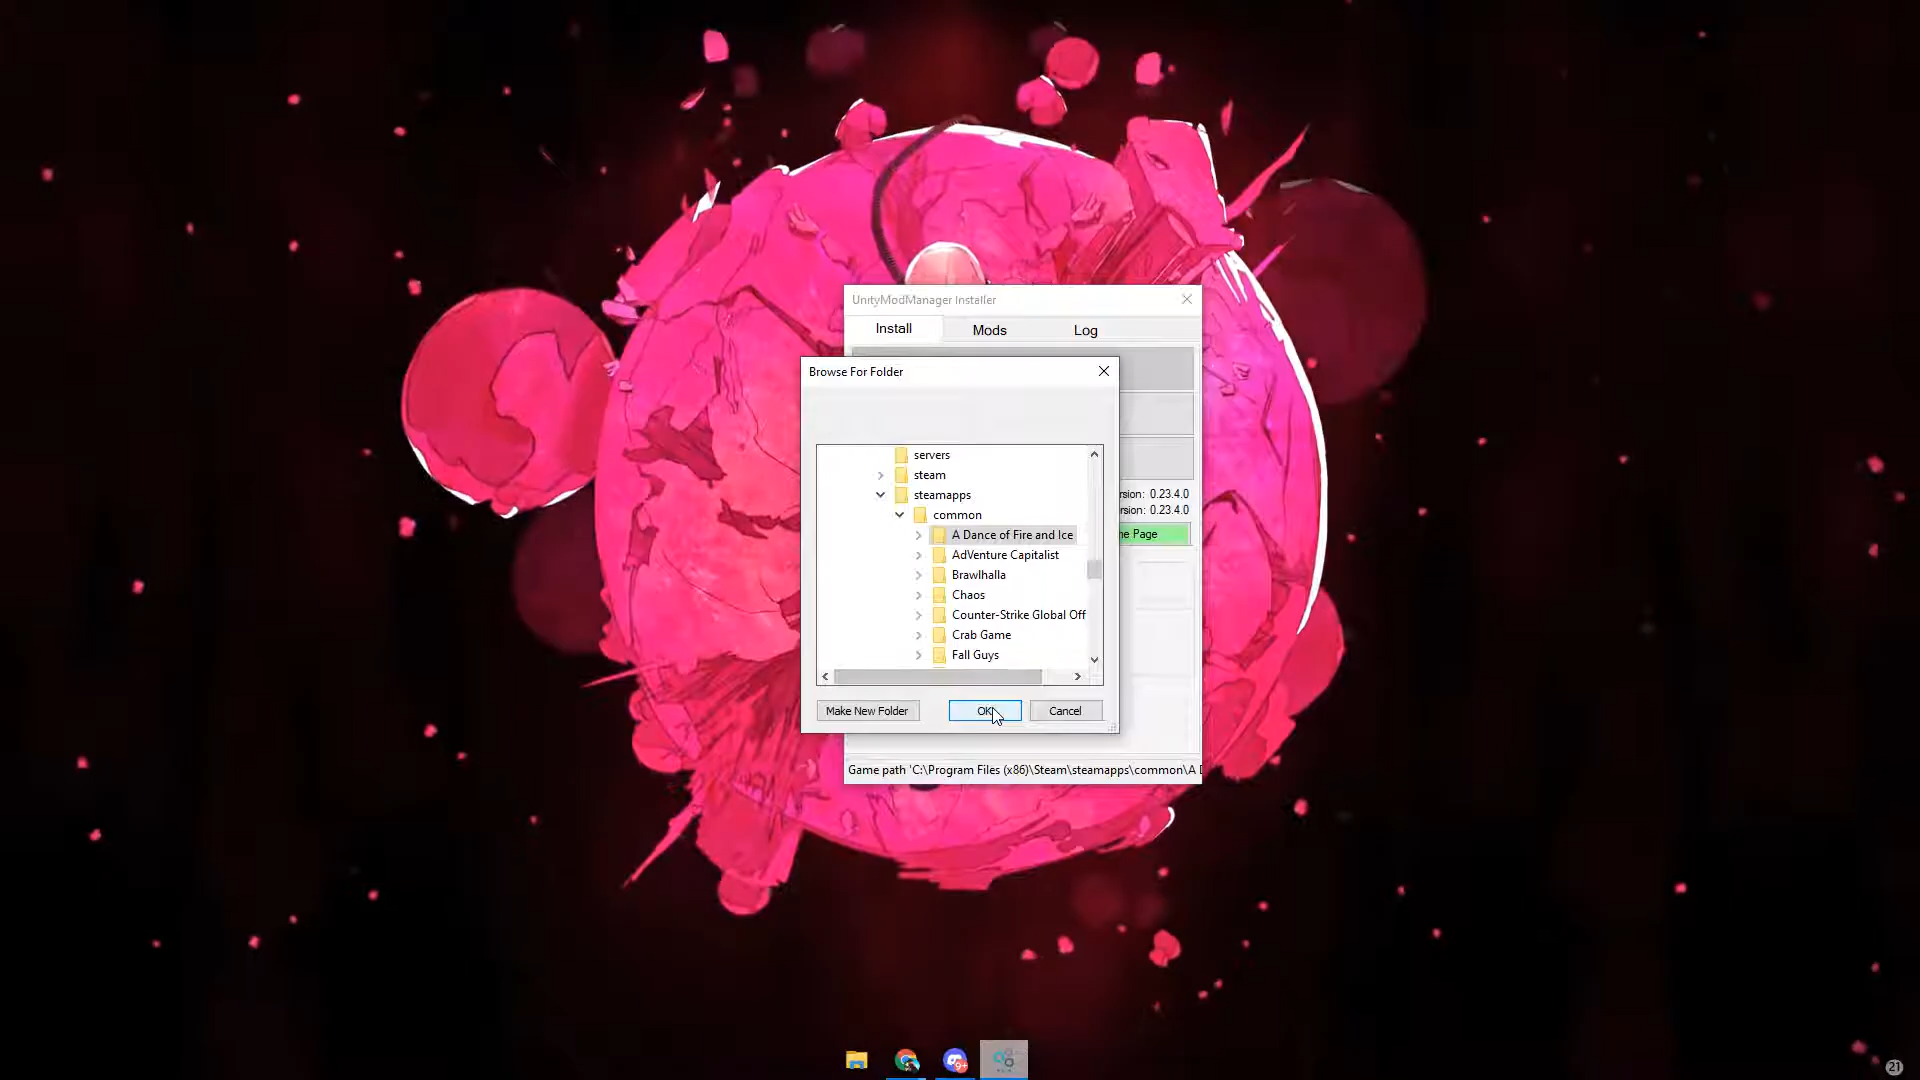 UnityModManager Installer
Install
Mods
Log
Browse For Folder
servers
steam
rsion: 0.23.4.0
steamapps
rsion: 0.23.4.0
common
A Dance of Fire and Ice
Page
AdVenture Capitalist
Brawlhalla
Chaos
Counter-Strike Global Off
Crab Game
Fall Guys
Make New Folder
OK
Cancel
Game path 'C:\Program Files (x86)\Steam\steamapps\common\A D
9+
21